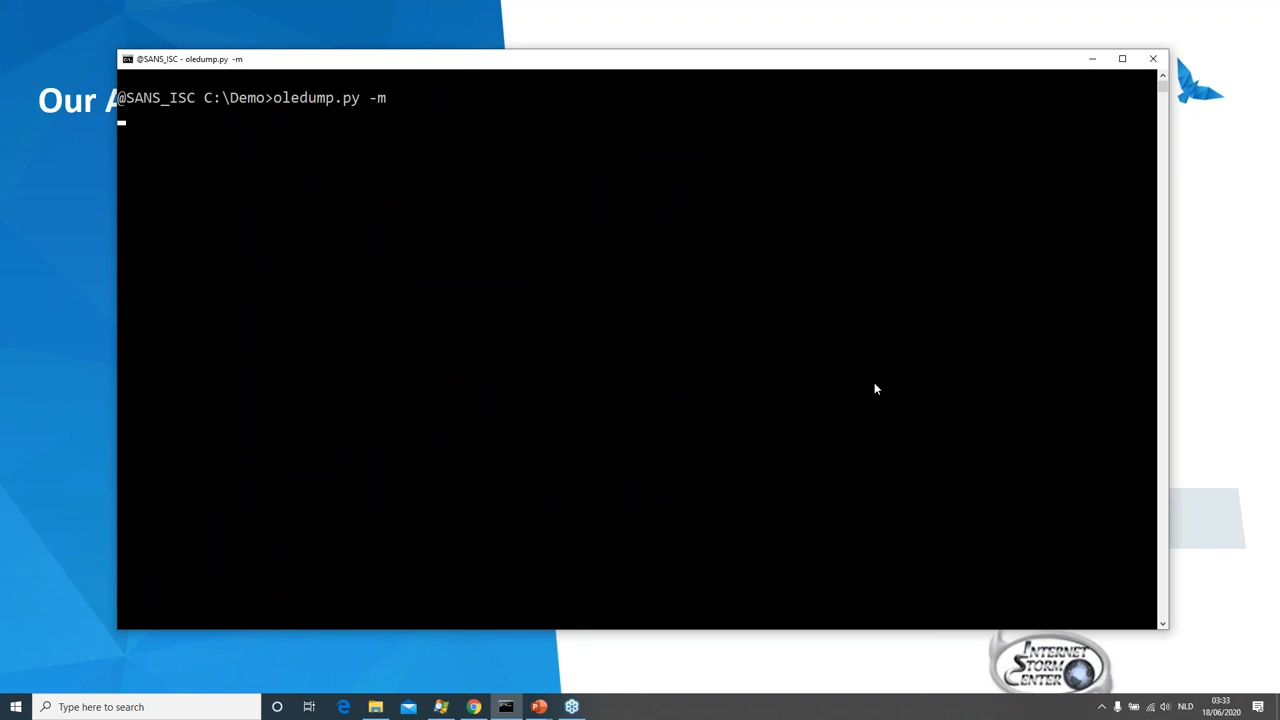 @SANS_ISC - oledump.py -m
Our A
@SANS_ISC C:\Demo>oledump.py -m
INTERNET
STORM
CENTER
Type here to search
NLD
03:33
18/06/2020